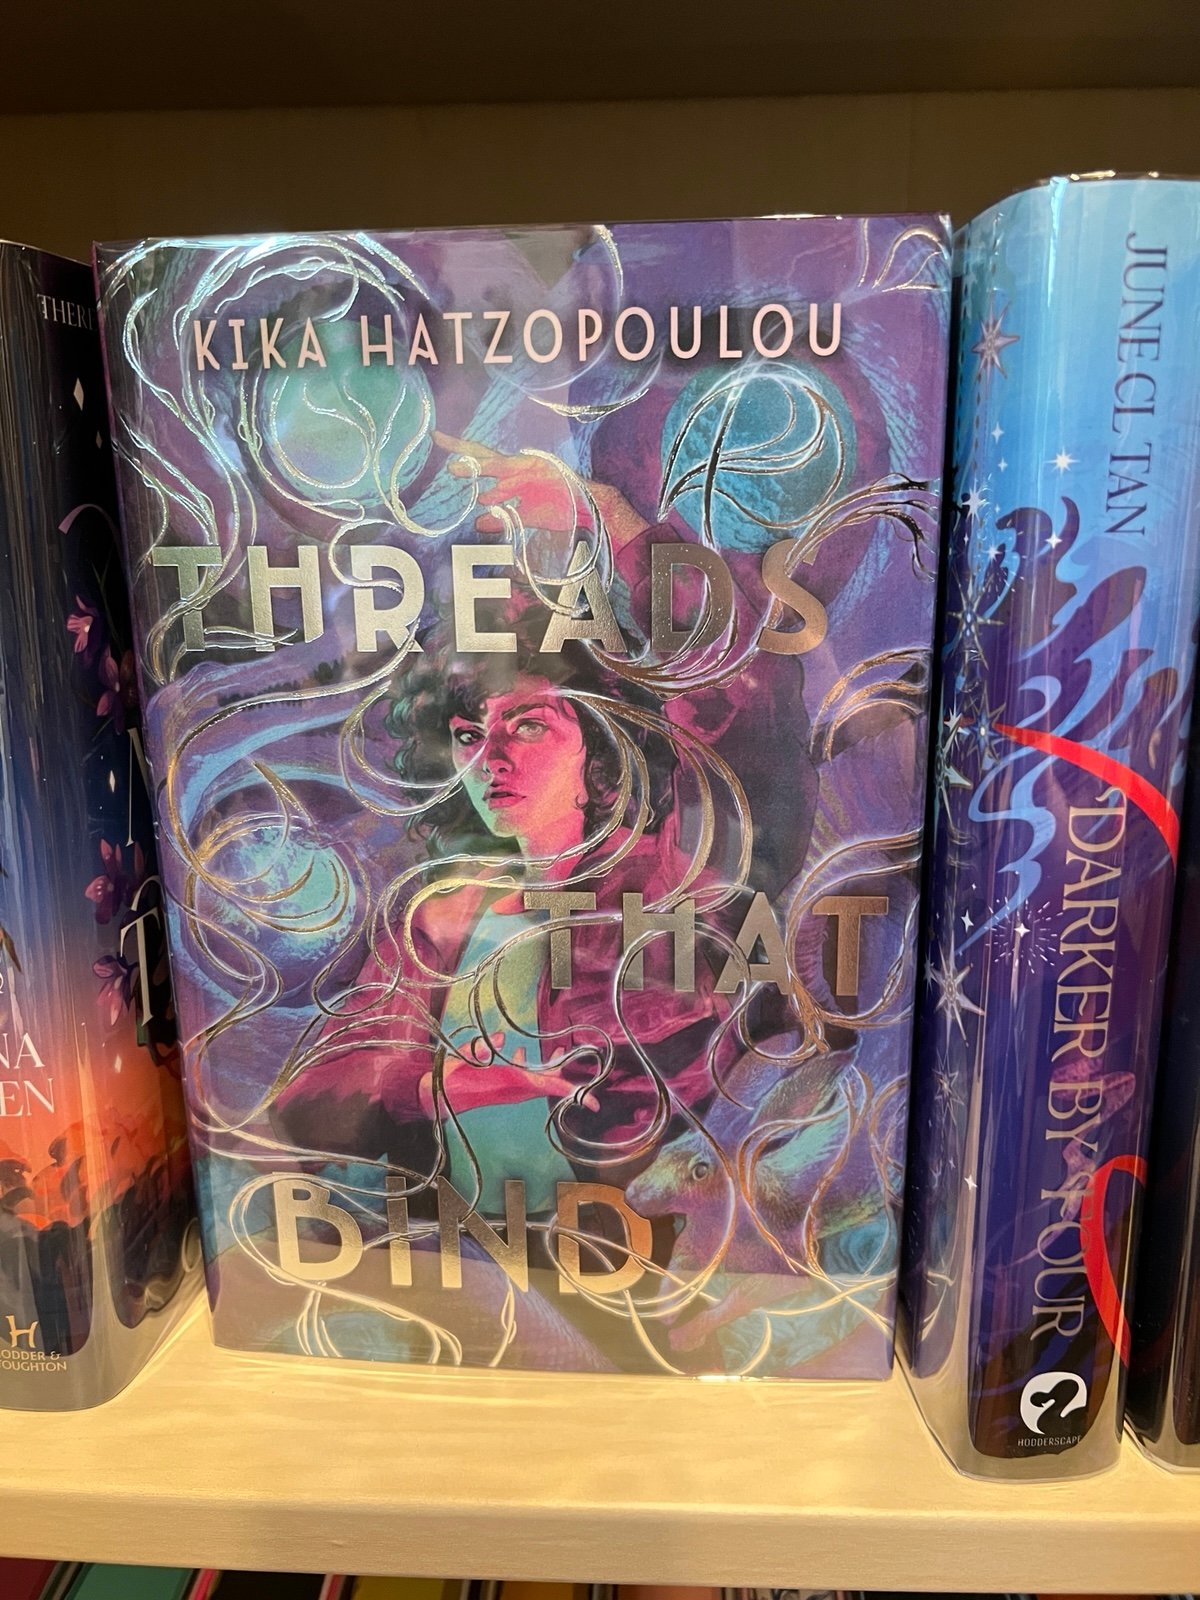 KIKA HATZOPOULOU
THREADS
THAT
BIND
JUNE CL TAN
DARKER BY FOUR
HODDERSCAPE